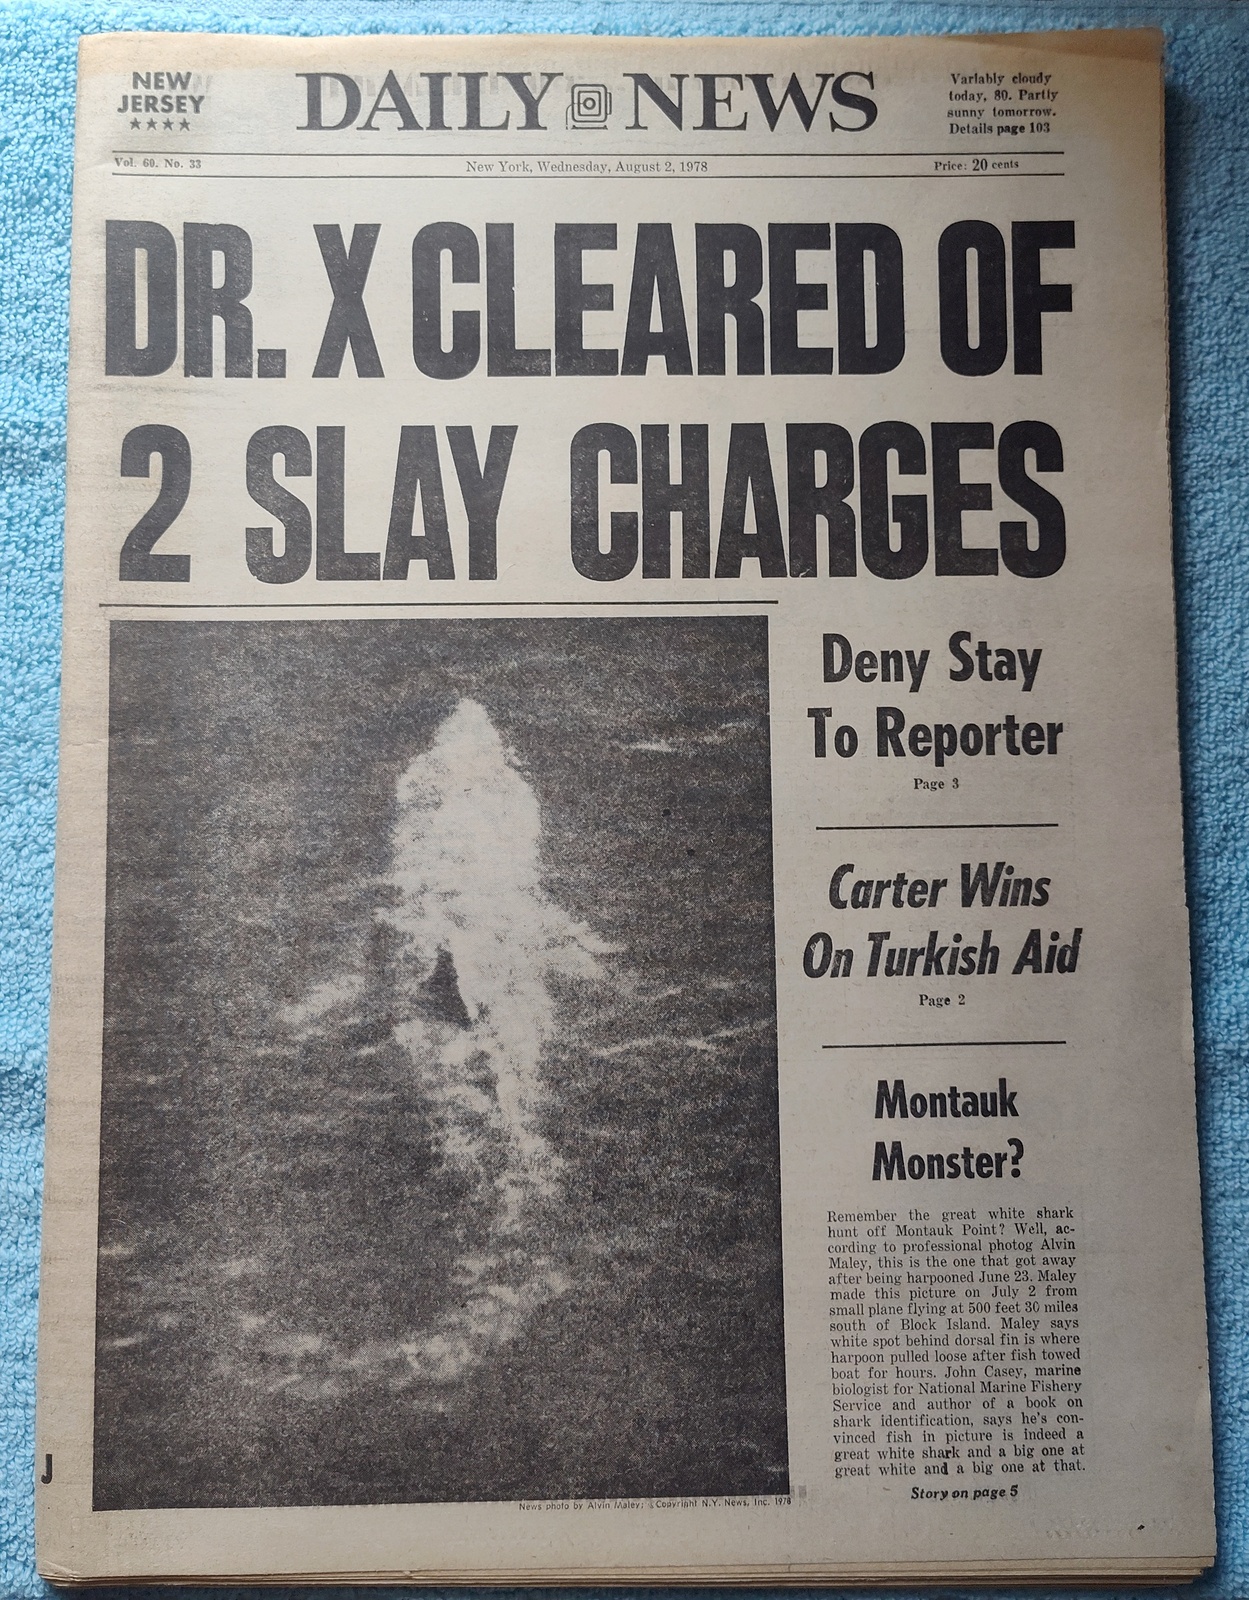 NEW
JERSEY
★★★★
DAILY NEWS
Variably cloudy
today, 80. Partly
sunny tomorrow.
Details page 103
Vol. 60. No. 33
New York, Wednesday, August 2, 1978
Price: 20 cents
DR. X CLEARED OF
2 SLAY CHARGES
Deny Stay
To Reporter
Page 3
Carter Wins
On Turkish Aid
Page 2
Montauk
Monster?
Remember the great white shark
hunt off Montauk Point? Well, ac-
cording to professional photog Alvin
Maley, this is the one that got away
after being harpooned June 23. Maley
made this picture on July 2 from
small plane flying at 500 feet 30 miles
south of Block Island. Maley says
white spot behind dorsal fin is where
harpoon pulled loose after fish towed
boat for hours. John Casey, marine
biologist for National Marine Fishery
Service and author of a book on
shark identification, says he's con-
vinced fish in picture is indeed a
great white shark and a big one at
great white and a big one at that.
Story on page 5
News photo by Alvin Maley; ©Copyright N.Y. News, Inc. 1978
J